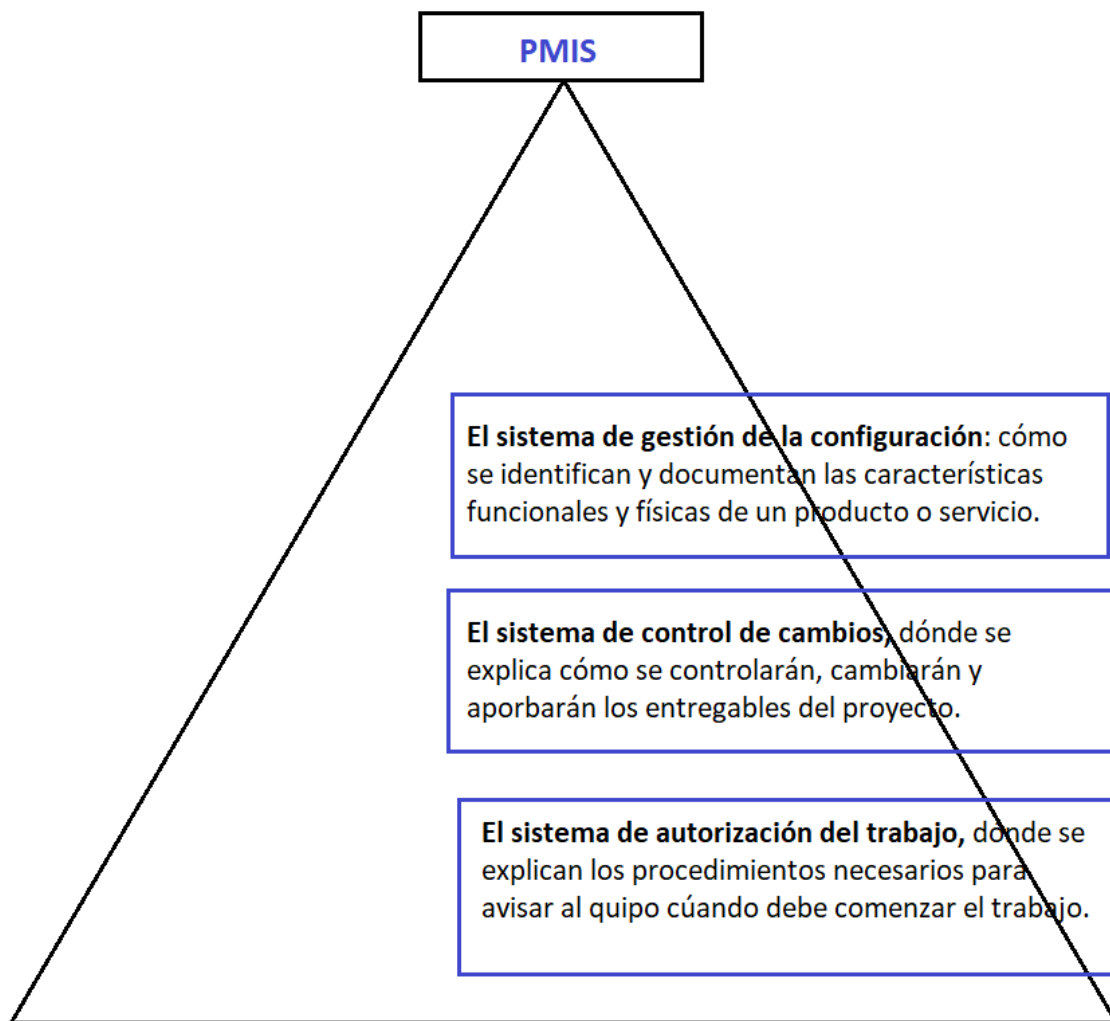 PMIS
El sistema de gestión de la configuración: cómo
se identifican y documentan las característícas
funcionales y físicas de un producto o servicio.
El sistema de control de cambios, dónde se
explica cómo se controlarán, cambiarán y
aporbarán los entregables del proyecto.
El sistema de autorización del trabajo, dónde se
explican los procedimientos necesarios para
avisar al quipo cúando debe comenzar el trabajo.